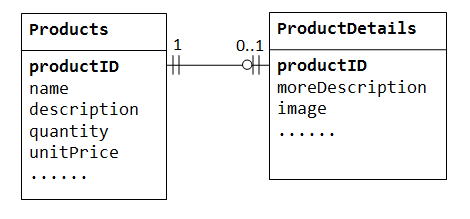 Products
productID
name
description
quantity
unitPrice
......
1
0..1
ProductDetails
productID
moreDescription
image
......